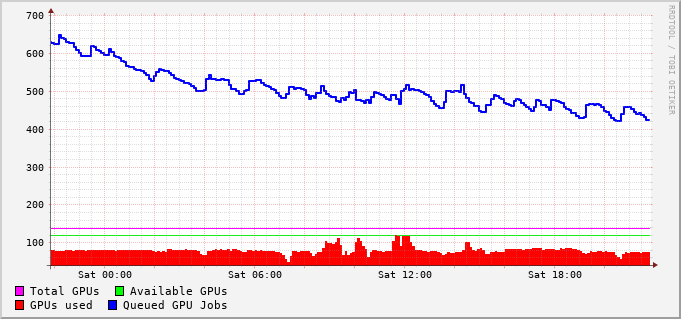 700
600
500
400
300
200
100
Sat 00:00 Sat 06:00 Sat 12:00 Sat 18:00
Total GPUs Available GPUs
GPUs used Queued GPU Jobs
RRDTOOL / TOBI OETIKER